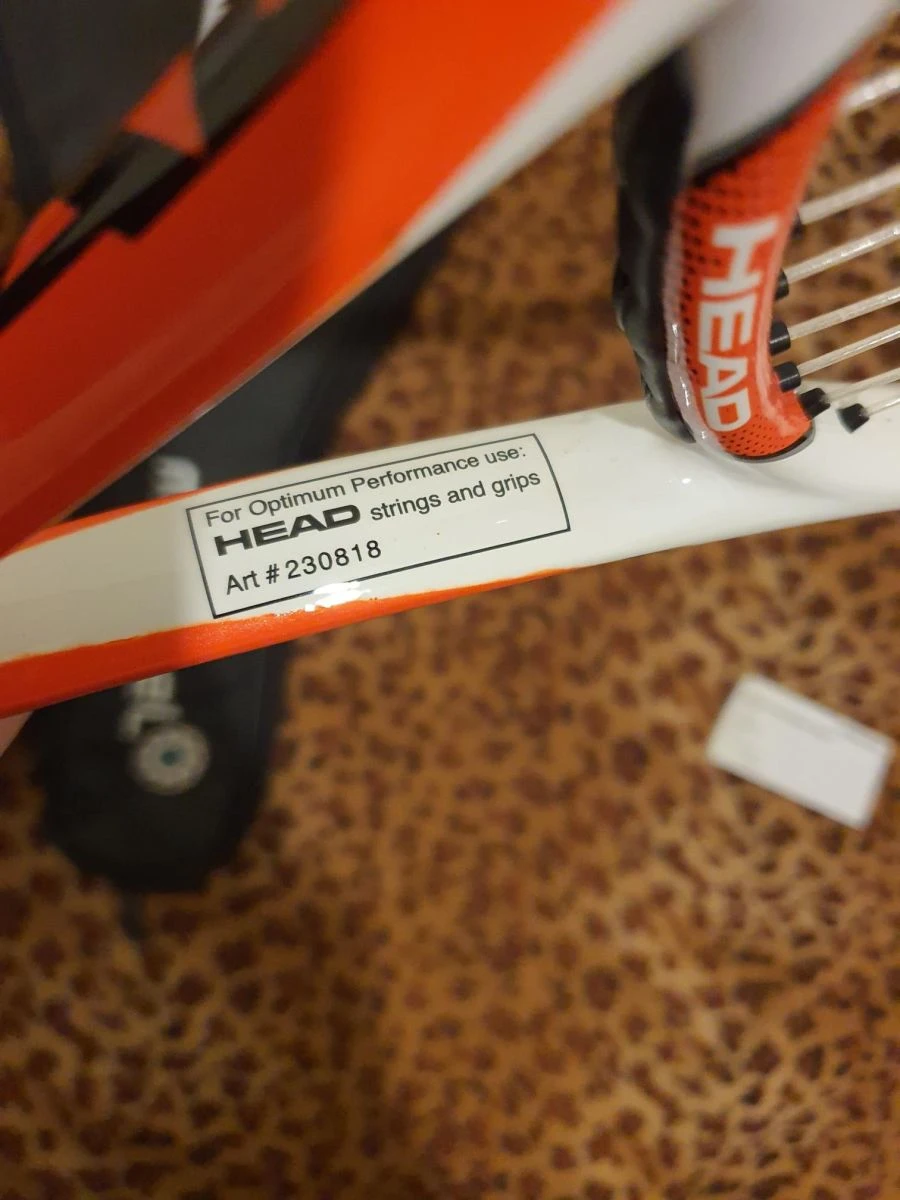 HEAD
For Optimum Performance use:
HEAD strings and grips
Art # 230818